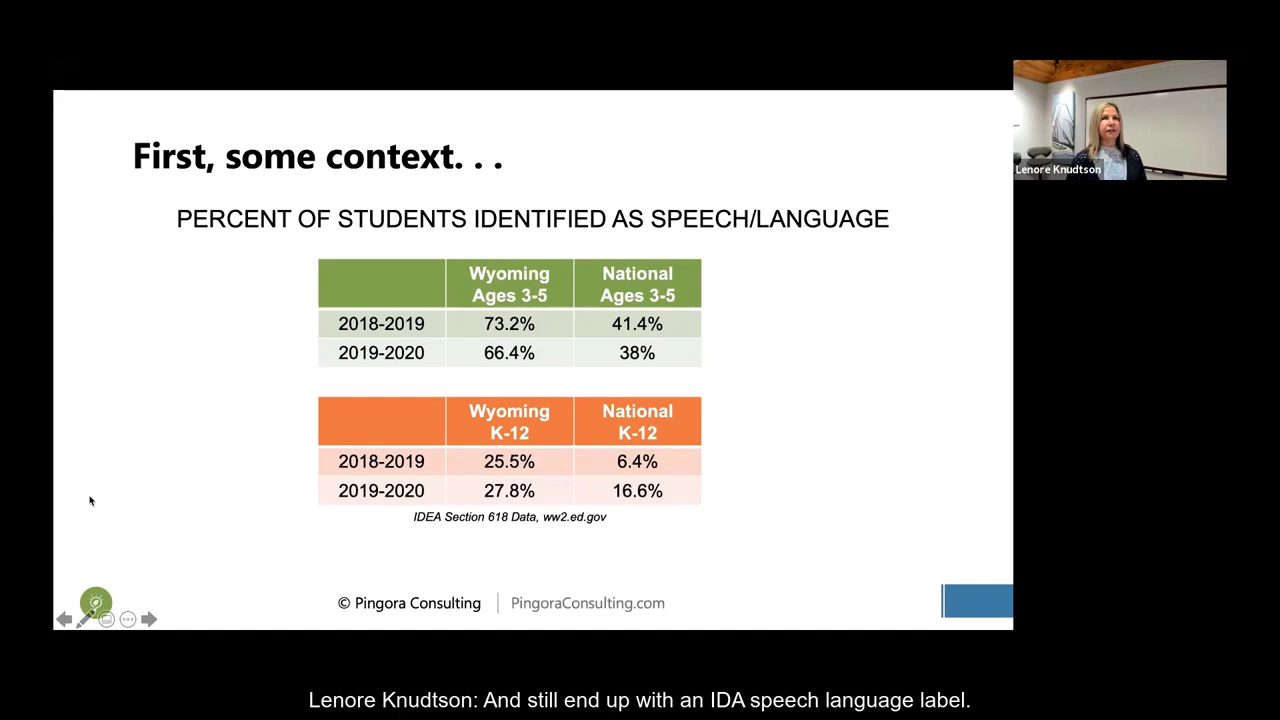 First, some context. . .
Lenore Knudtson
PERCENT OF STUDENTS IDENTIFIED AS SPEECH/LANGUAGE
Wyoming National
Ages 3-5 Ages 3-5
2018-2019 73.2% 41.4%
2019-2020 66.4% 38%
Wyoming National
K-12 K-12
2018-2019 25.5% 6.4%
2019-2020 27.8% 16.6%
IDEA Section 618 Data, ww2.ed.gov
© Pingora Consulting PingoraConsulting.com
Lenore Knudtson: And still end up with an IDA speech language label.